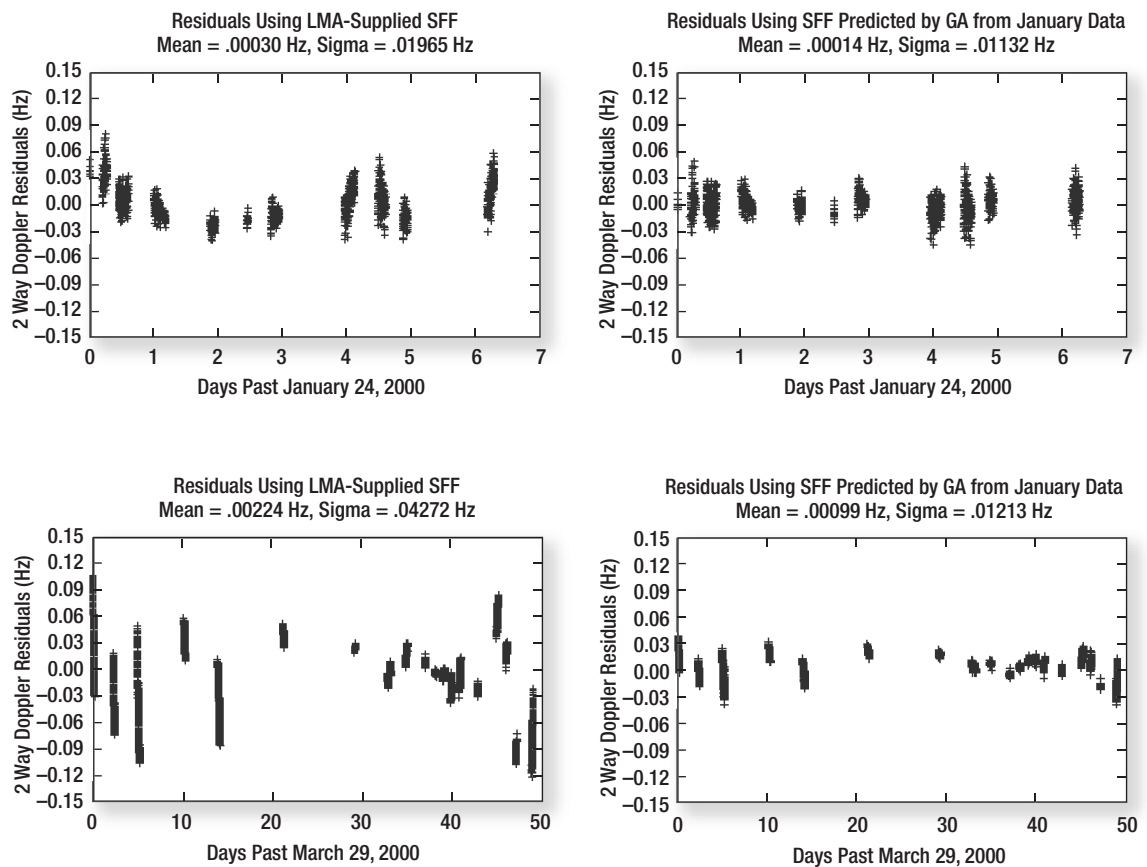 Residuals Using LMA-Supplied SFF
Mean = .00030 Hz, Sigma = .01965 Hz
2 Way Doppler Residuals (Hz)
0.15
0.12
0.09
0.06
0.03
0.00
–0.03
–0.06
–0.09
–0.12
–0.15
0 1 2 3 4 5 6 7
Days Past January 24, 2000
Residuals Using SFF Predicted by GA from January Data
Mean = .00014 Hz, Sigma = .01132 Hz
2 Way Doppler Residuals (Hz)
0.15
0.12
0.09
0.06
0.03
0.00
–0.03
–0.06
–0.09
–0.12
–0.15
0 1 2 3 4 5 6 7
Days Past January 24, 2000
Residuals Using LMA-Supplied SFF
Mean = .00224 Hz, Sigma = .04272 Hz
2 Way Doppler Residuals (Hz)
0.15
0.12
0.09
0.06
0.03
0.00
–0.03
–0.06
–0.09
–0.12
–0.15
0 10 20 30 40 50
Days Past March 29, 2000
Residuals Using SFF Predicted by GA from January Data
Mean = .00099 Hz, Sigma = .01213 Hz
2 Way Doppler Residuals (Hz)
0.15
0.12
0.09
0.06
0.03
0.00
–0.03
–0.06
–0.09
–0.12
–0.15
0 10 20 30 40 50
Days Past March 29, 2000